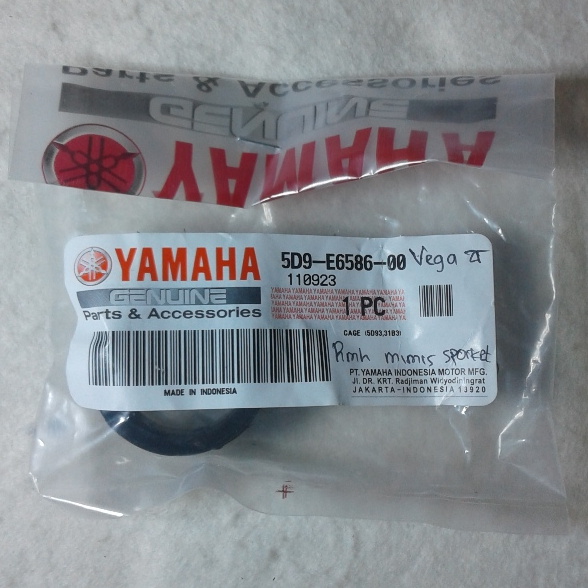 Parts & Accessories
GENUINE
YAMAHA
YAMAHA
GENUINE
Parts & Accessories
MADE IN INDONESIA
5D9-E6586-00
Vega ZR
110923
1 PC
CAGE (5D93,31B3)
Rmh mimis sporket
PT. YAMAHA INDONESIA MOTOR MFG.
Jl. DR. KRT. Radjiman Widyodiningrat
JAKARTA-INDONESIA 13920